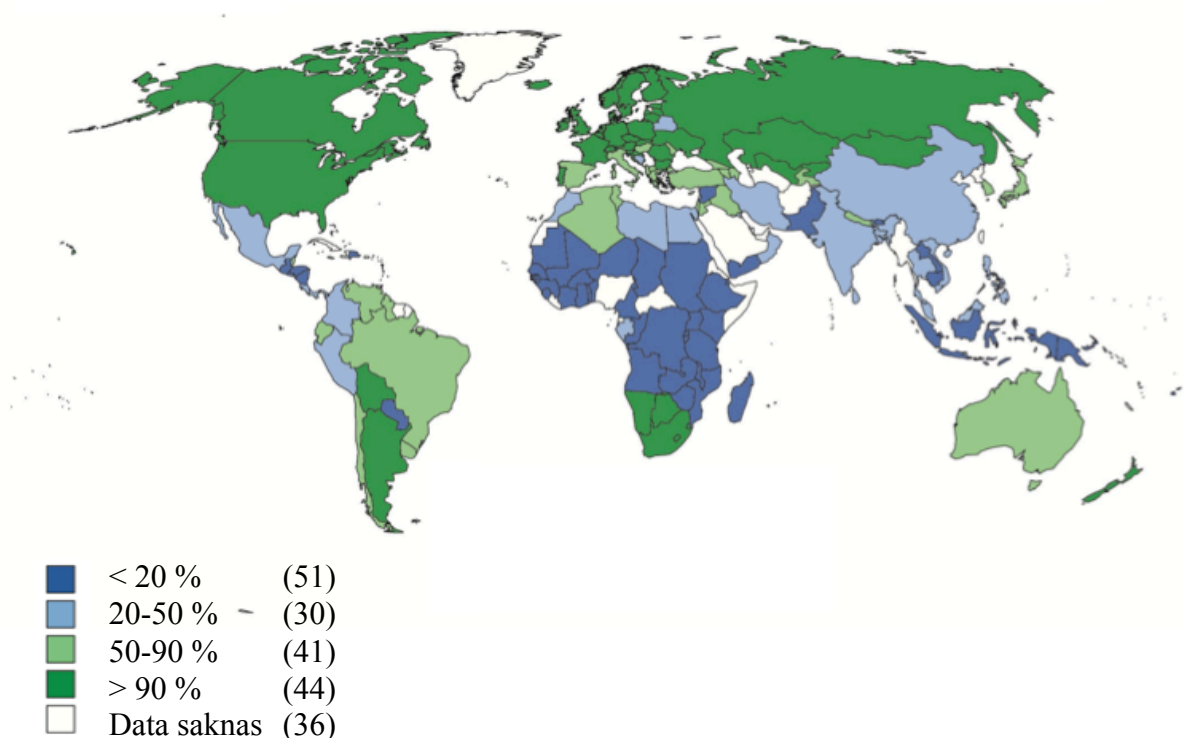 < 20 % (51)
20-50 % (30)
50-90 % (41)
> 90 % (44)
Data saknas (36)